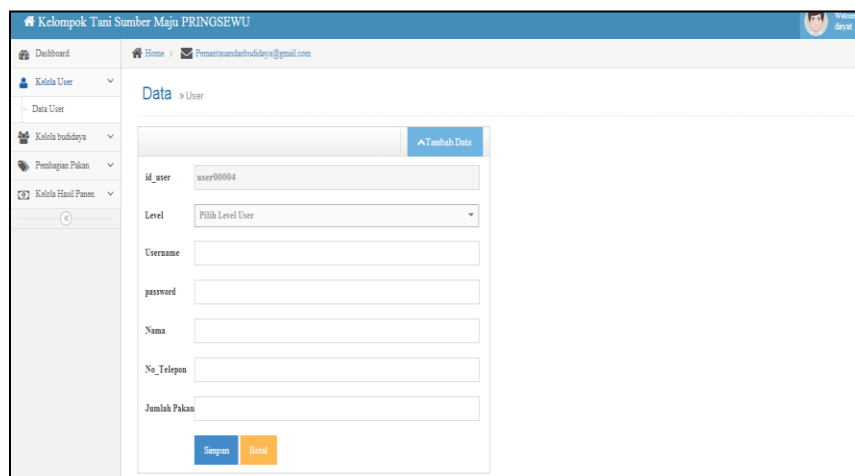 Kelompok Tani Sumber Maju PRINGSEWU
Welcome
dayat
Dashboard
Home > Pemantauandanbudidaya@gmail.com
Kelola User
Data » User
Data User
Kelola budidaya
Tambah Data
Pembagian Pakan
id_user user00004
Kelola Hasil Panen
Level Pilih Level User
Username
password
Nama
No_Telepon
Jumlah Pakan
Simpan Batal